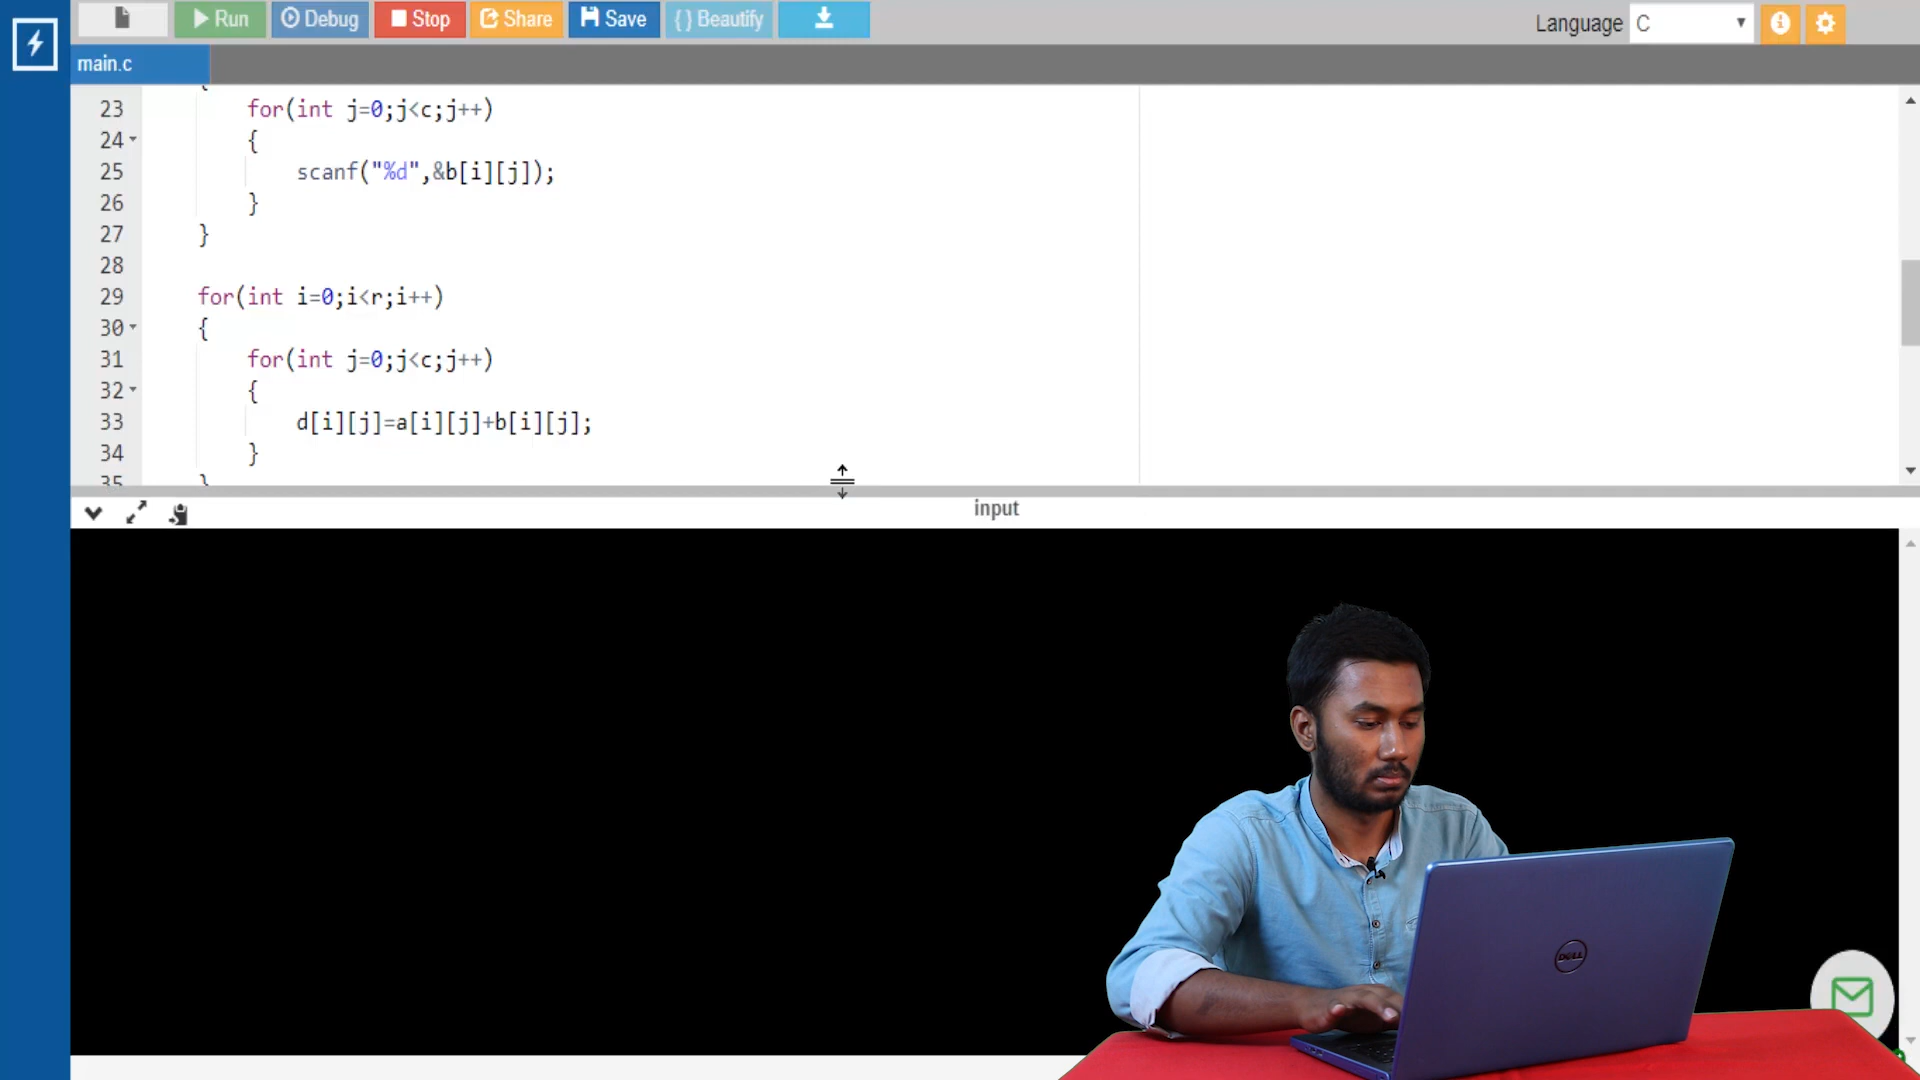 Run Debug Stop Share Save { } Beautify Language C
main.c
23 for(int j=0;j<c;j++)
24 {
25 scanf("%d",&b[i][j]);
26 }
27 }
28
29 for(int i=0;i<r;i++)
30 {
31 for(int j=0;j<c;j++)
32 {
33 d[i][j]=a[i][j]+b[i][j];
34 }
35 }
input
DELL